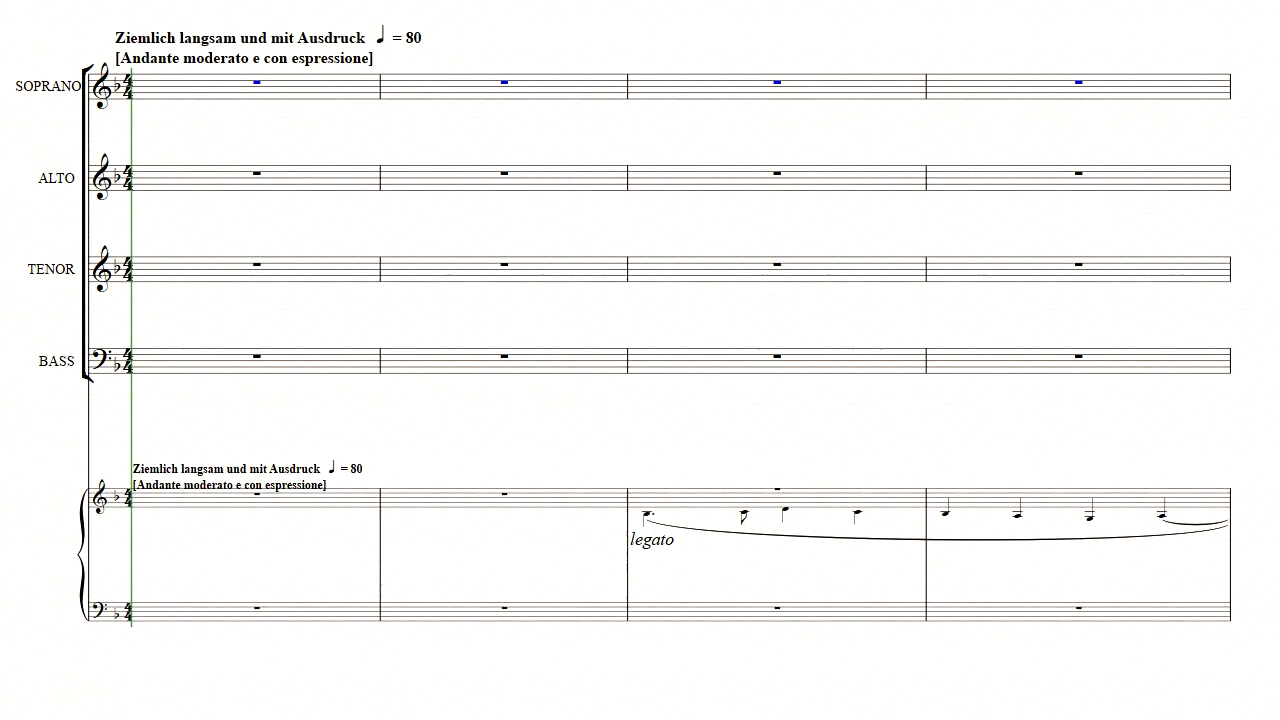 Ziemlich langsam und mit Ausdruck ♩ = 80
[Andante moderato e con espressione]
SOPRANO
ALTO
TENOR
BASS
Ziemlich langsam und mit Ausdruck ♩ = 80
[Andante moderato e con espressione]
legato